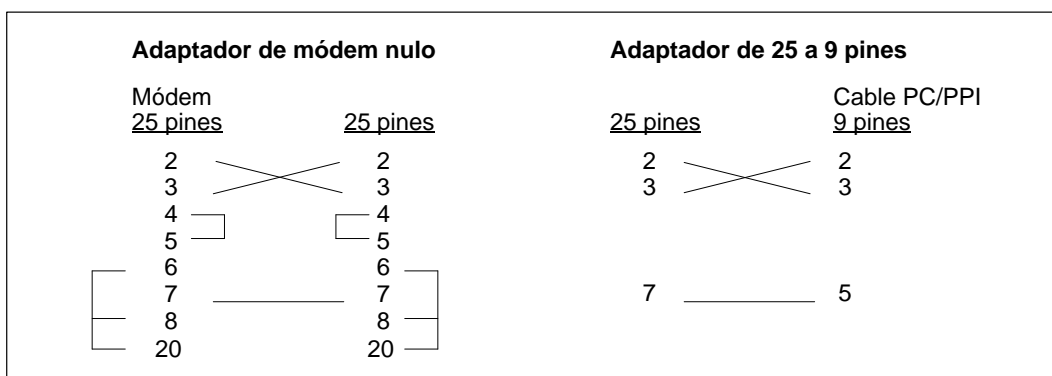 Adaptador de módem nulo
Módem
25 pines 25 pines
2 2
3 3
4 4
5 5
6 6
7 7
8 8
20 20
Adaptador de 25 a 9 pines
Cable PC/PPI
25 pines 9 pines
2 2
3 3
7 5